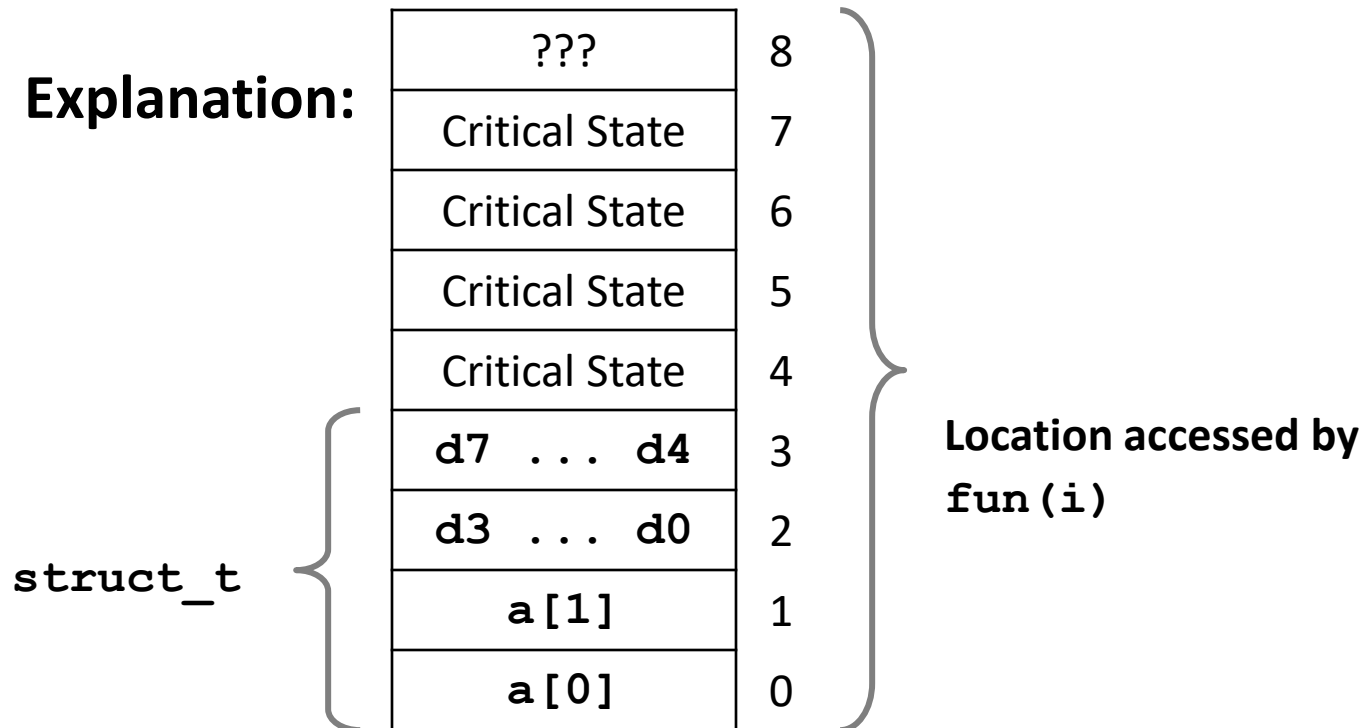 Explanation:
??? 8
Critical State 7
Critical State 6
Critical State 5
Critical State 4
d7 ... d4 3
d3 ... d0 2
a[1] 1
a[0] 0
struct_t
Location accessed by
fun(i)